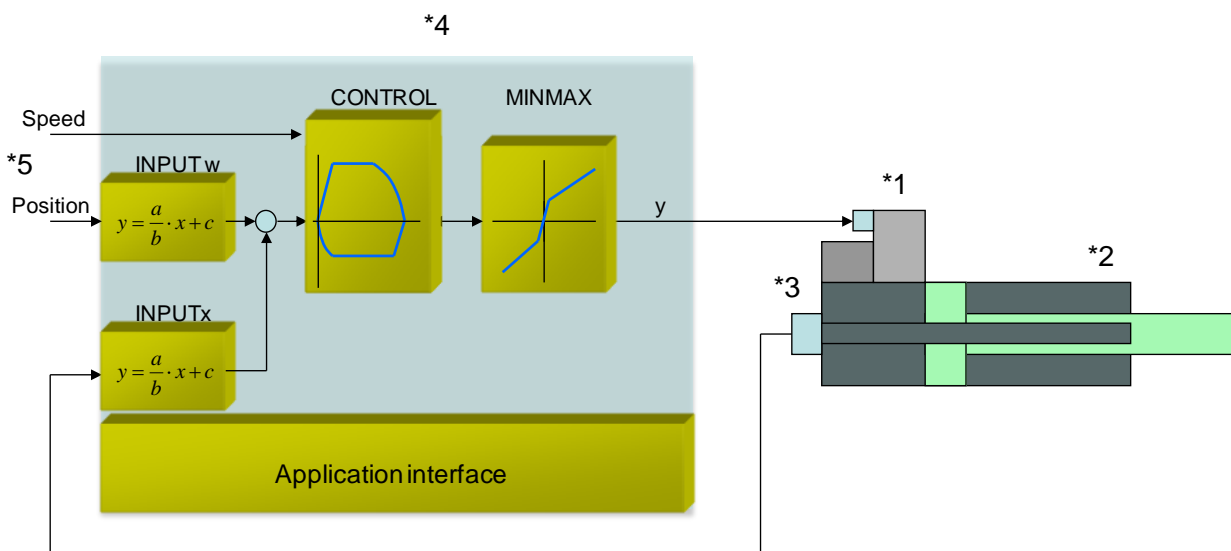 *4
CONTROL
MINMAX
Speed
*5
INPUT w
Position
y = a/b · x + c
y
*1
*2
*3
INPUTx
y = a/b · x + c
Application interface